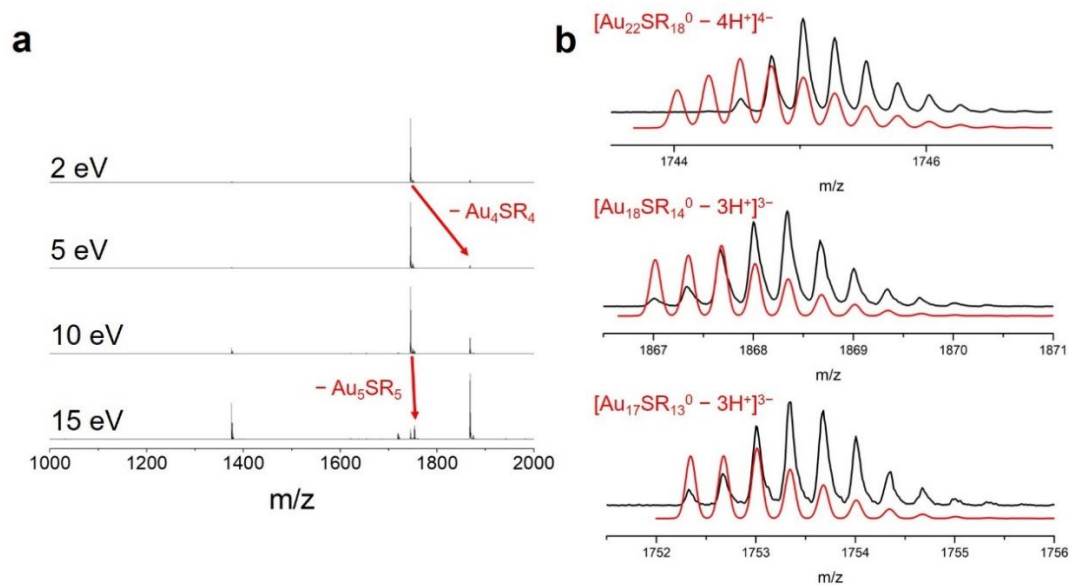 a
2 eV
− Au₄SR₄
5 eV
10 eV
− Au₅SR₅
15 eV
1000 1200 1400 1600 1800 2000
m/z
b
[Au₂₂SR₁₈⁰ − 4H⁺]⁴⁻
1744 1746
m/z
[Au₁₈SR₁₄⁰ − 3H⁺]³⁻
1867 1868 1869 1870 1871
m/z
[Au₁₇SR₁₃⁰ − 3H⁺]³⁻
1752 1753 1754 1755 1756
m/z